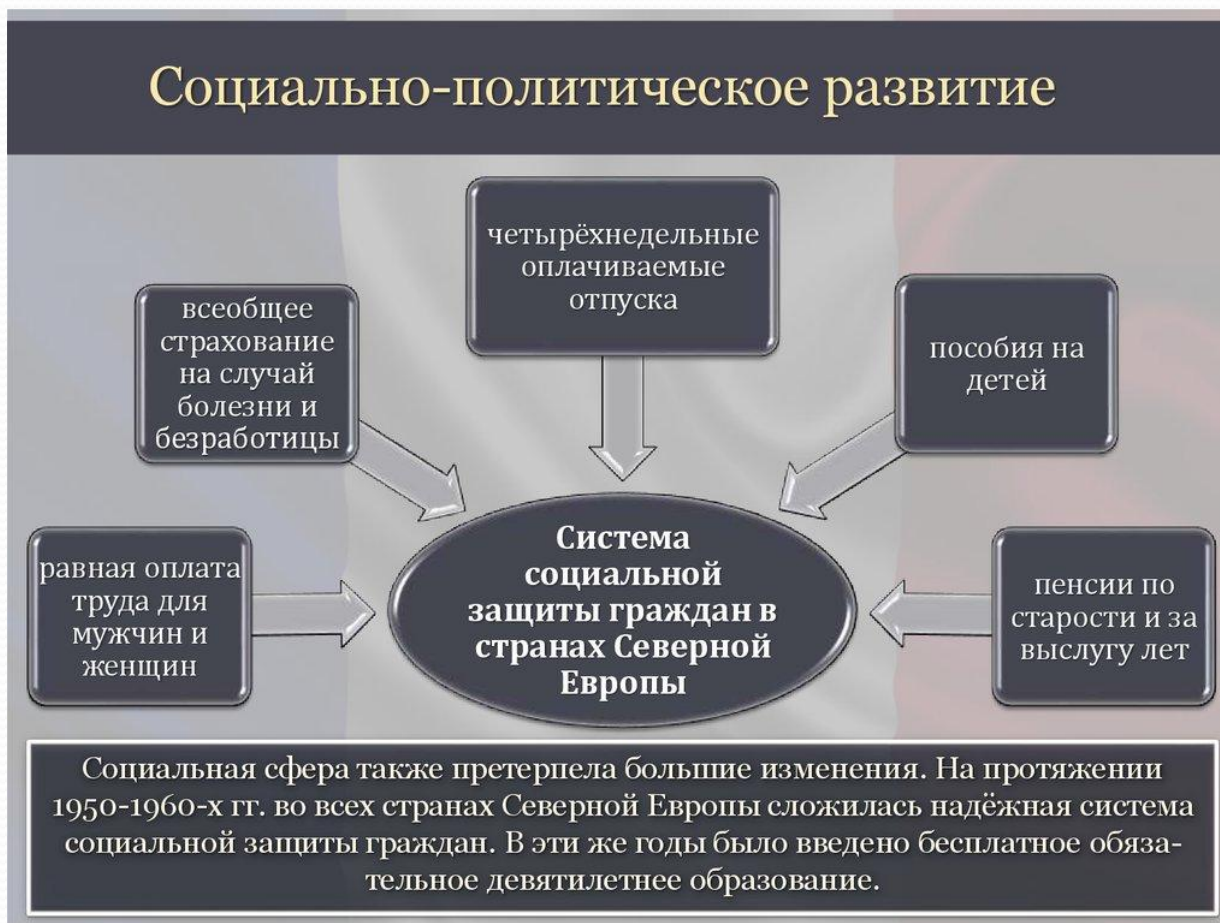 Социально-политическое развитие
четырёхнедельные
оплачиваемые
отпуска
всеобщее
страхование
на случай
болезни и
безработицы
пособия на
детей
равная оплата
труда для
мужчин и
женщин
Система
социальной
защиты граждан в
странах Северной
Европы
пенсии по
старости и за
выслугу лет
Социальная сфера также претерпела большие изменения. На протяжении
1950-1960-х гг. во всех странах Северной Европы сложилась надёжная система
социальной защиты граждан. В эти же годы было введено бесплатное обяза-
тельное девятилетнее образование.